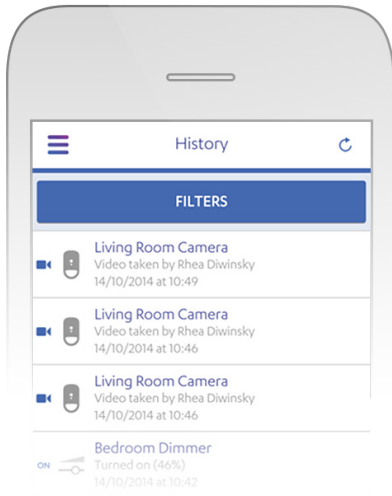 History
FILTERS
Living Room Camera
Video taken by Rhea Diwinsky
14/10/2014 at 10:49
Living Room Camera
Video taken by Rhea Diwinsky
14/10/2014 at 10:46
Living Room Camera
Video taken by Rhea Diwinsky
14/10/2014 at 10:46
Bedroom Dimmer
ON Turned on (46%)
14/10/2014 at 10:42